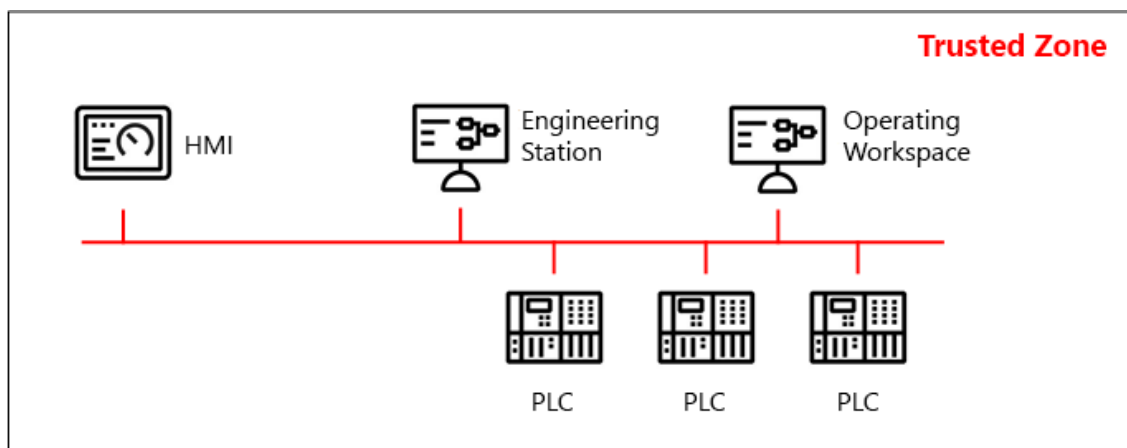 Trusted Zone
HMI
Engineering
Station
Operating
Workspace
PLC
PLC
PLC